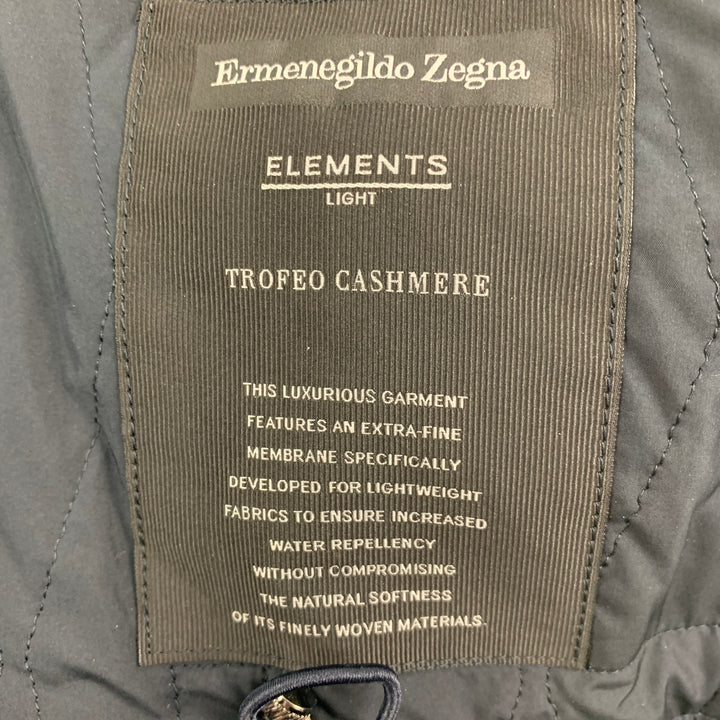 Ermenegildo Zegna
ELEMENTS
LIGHT
TROFEO CASHMERE
THIS LUXURIOUS GARMENT
FEATURES AN EXTRA-FINE
MEMBRANE SPECIFICALLY
DEVELOPED FOR LIGHTWEIGHT
FABRICS TO ENSURE INCREASED
WATER REPELLENCY
WITHOUT COMPROMISING
THE NATURAL SOFTNESS
OF ITS FINELY WOVEN MATERIALS.